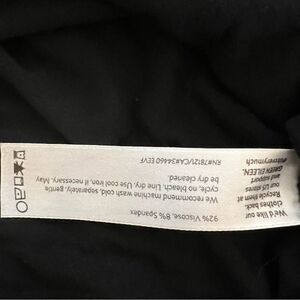 We'd like our
clothes back.
Recycle them at
our US stores
and support
GREEN EILEEN.
92% Viscose, 8% Spandex
We recommend machine wash cold, separately, gentle
cycle, no bleach. Line dry. Use cool iron, if necessary. May
be dry cleaned.
RN#78121/CA#34460 EEVF